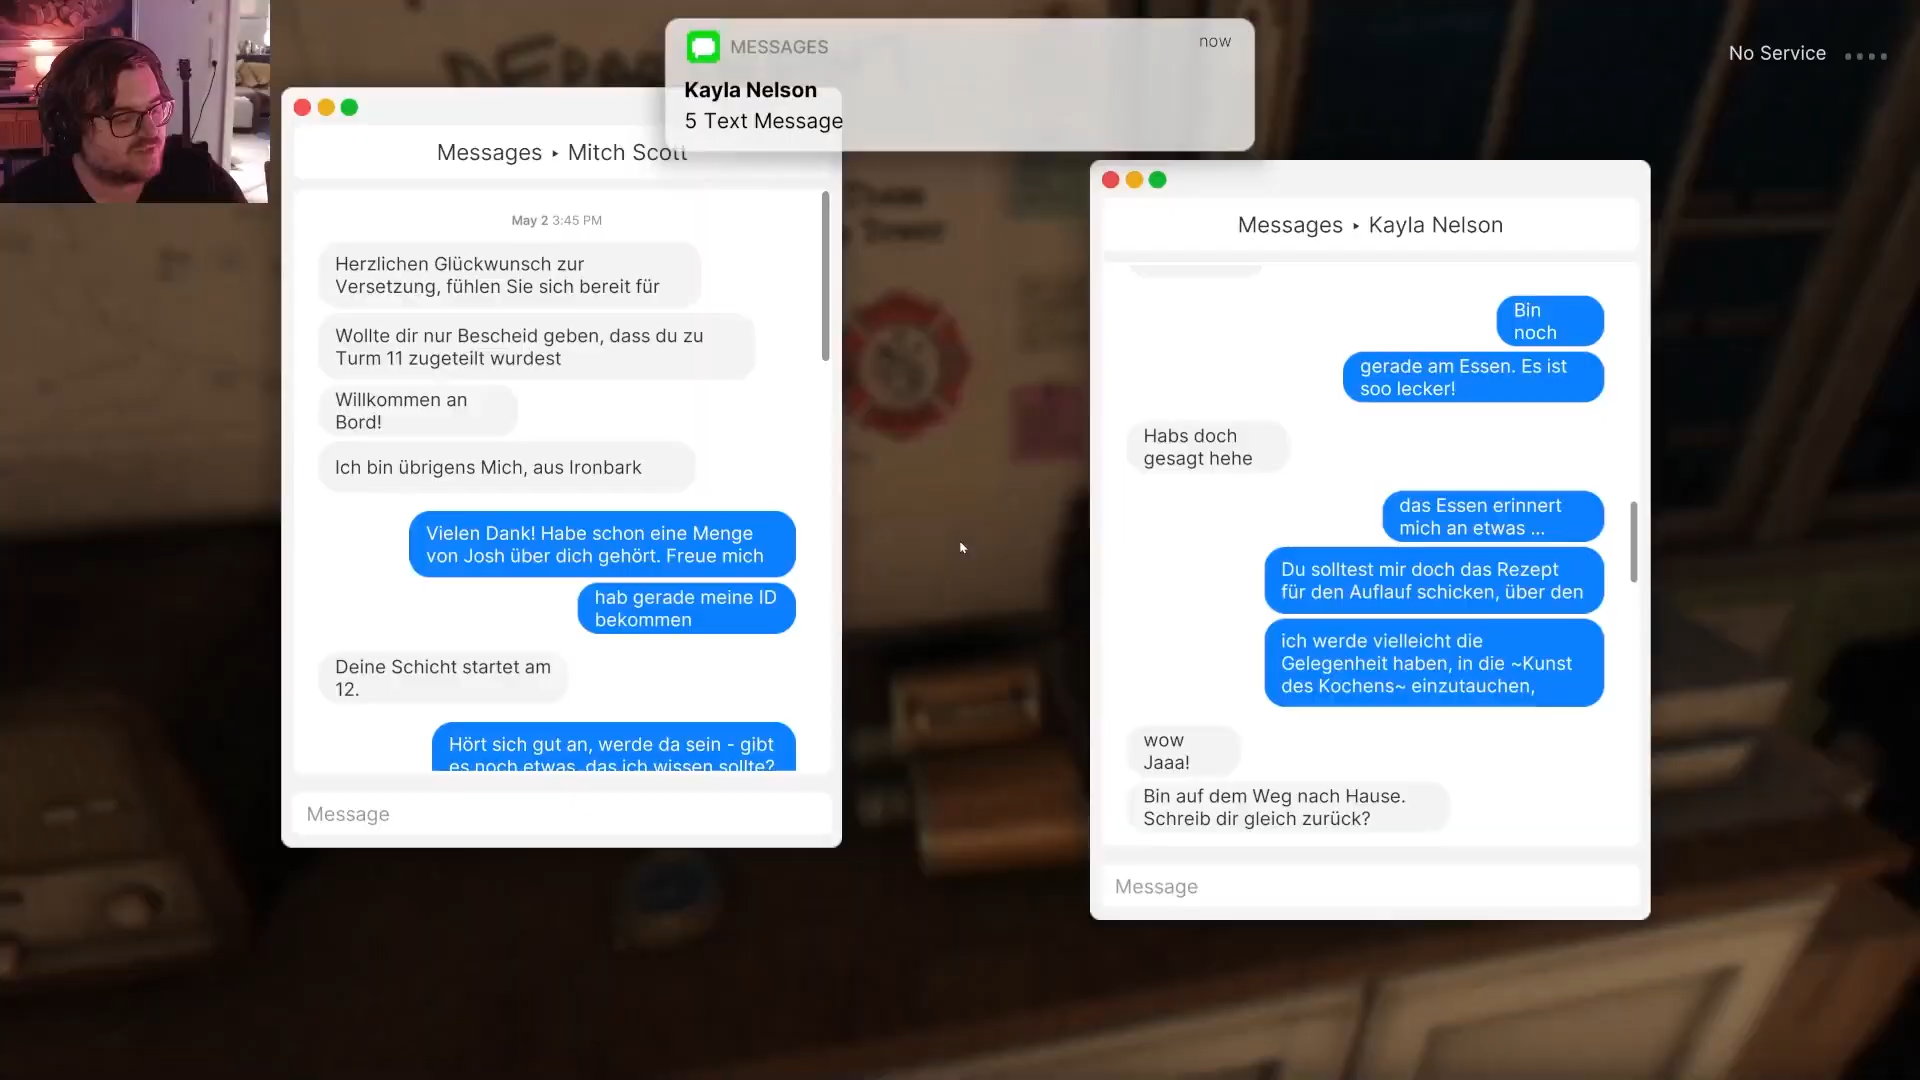 MESSAGES
now
Kayla Nelson
5 Text Message
No Service
Messages ▸ Mitch Scott
May 2 3:45 PM
Herzlichen Glückwunsch zur
Versetzung, fühlen Sie sich bereit für
Wollte dir nur Bescheid geben, dass du zu
Turm 11 zugeteilt wurdest
Willkommen an
Bord!
Ich bin übrigens Mich, aus Ironbark
Vielen Dank! Habe schon eine Menge
von Josh über dich gehört. Freue mich
hab gerade meine ID
bekommen
Deine Schicht startet am
12.
Hört sich gut an, werde da sein - gibt
es noch etwas, das ich wissen sollte?
Message
Messages ▸ Kayla Nelson
Bin
noch
gerade am Essen. Es ist
soo lecker!
Habs doch
gesagt hehe
das Essen erinnert
mich an etwas ...
Du solltest mir doch das Rezept
für den Auflauf schicken, über den
ich werde vielleicht die
Gelegenheit haben, in die ~Kunst
des Kochens~ einzutauchen,
wow
Jaaa!
Bin auf dem Weg nach Hause.
Schreib dir gleich zurück?
Message